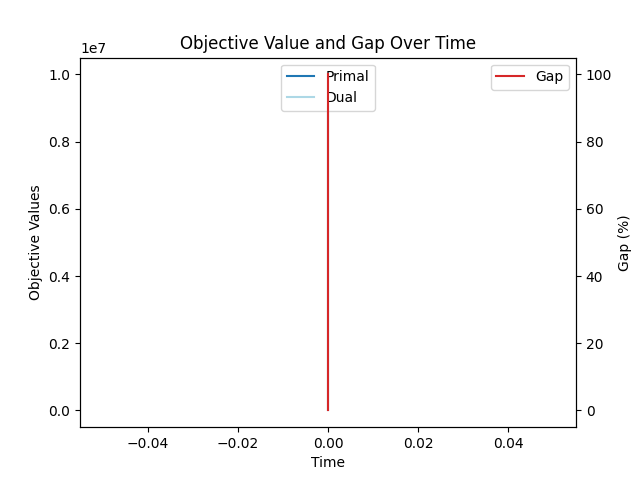 Objective Value and Gap Over Time
1e7
Primal
Dual
Gap
1.0
0.8
0.6
0.4
0.2
0.0
Objective Values
100
80
60
40
20
0
Gap (%)
−0.04
−0.02
0.00
0.02
0.04
Time